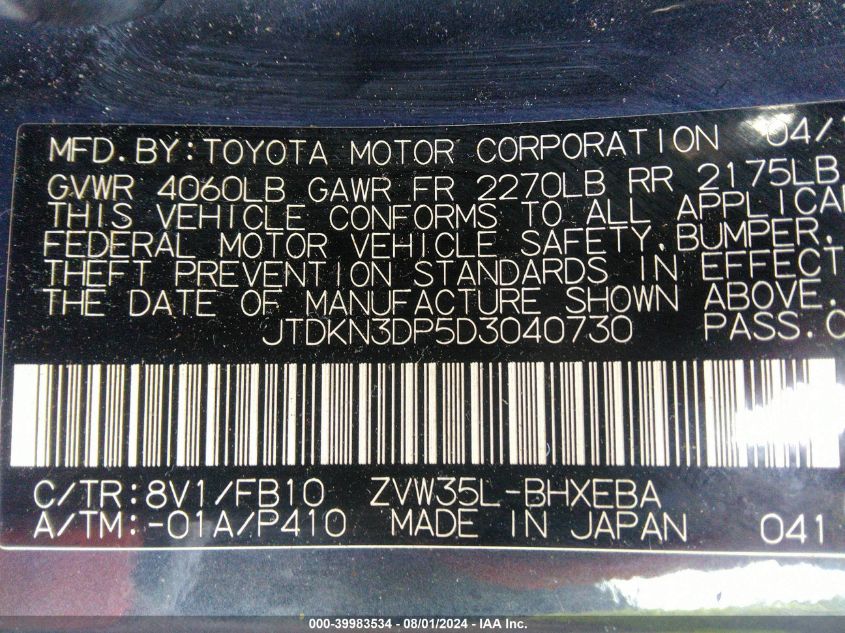 MFD.BY:TOYOTA MOTOR CORPORATION 04/
GVWR 4060LB GAWR FR 2270LB RR 2175LB
THIS VEHICLE CONFORMS TO ALL APPLICA
FEDERAL MOTOR VEHICLE SAFETY, BUMPER,
THEFT PREVENTION STANDARDS IN EFFECT
THE DATE OF MANUFACTURE SHOWN ABOVE.
JTDKN3DP5D3040730 PASS.C
C/TR:8V1/FB10 ZVW35L-BHXEBA
A/TM:-01A/P410 MADE IN JAPAN 041
000-39983534 - 08/01/2024 - IAA Inc.